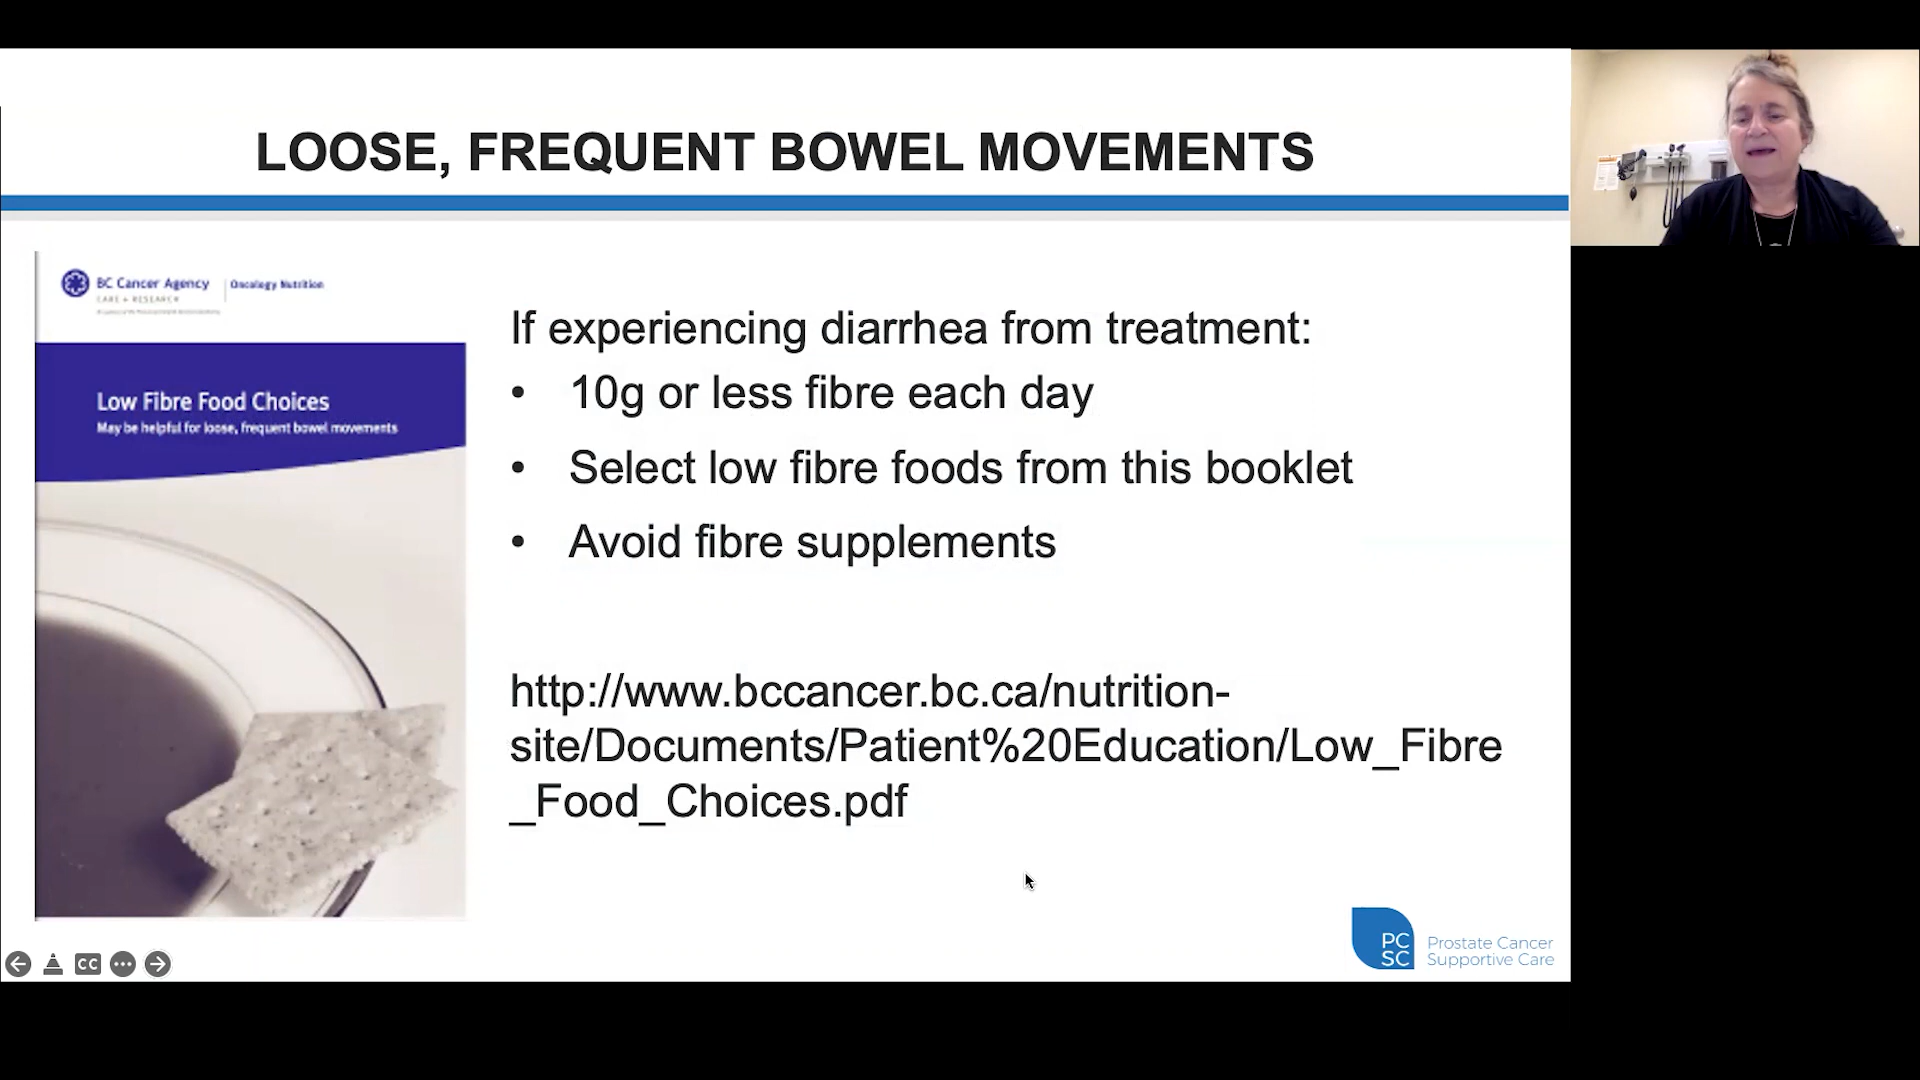 LOOSE, FREQUENT BOWEL MOVEMENTS
BC Cancer Agency
CARE + RESEARCH
Oncology Nutrition
Low Fibre Food Choices
May be helpful for loose, frequent bowel movements
If experiencing diarrhea from treatment:
• 10g or less fibre each day
• Select low fibre foods from this booklet
• Avoid fibre supplements
http://www.bccancer.bc.ca/nutrition-
site/Documents/Patient%20Education/Low_Fibre
_Food_Choices.pdf
CC
PC
SC
Prostate Cancer
Supportive Care